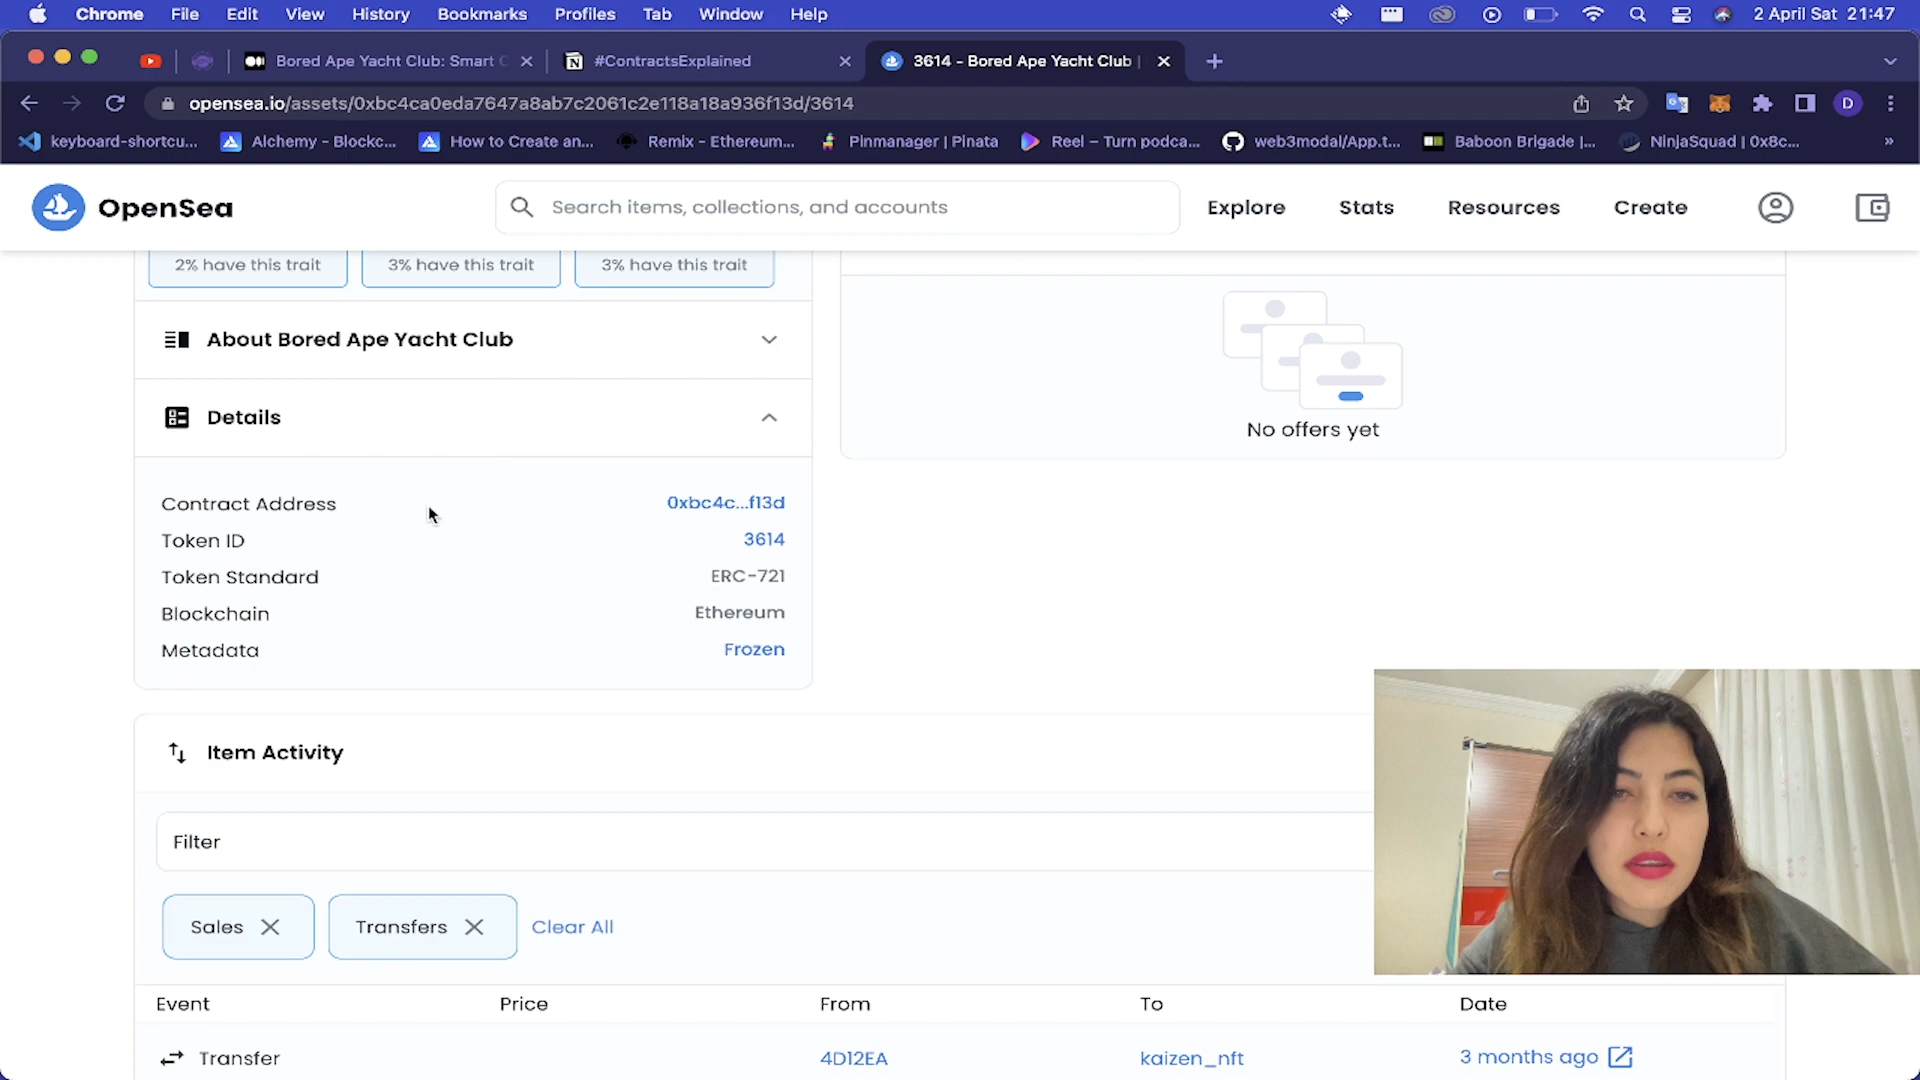 Chrome File Edit View History Bookmarks Profiles Tab Window Help 2 April Sat 21:47
Bored Ape Yacht Club: Smart C #ContractsExplained 3614 - Bored Ape Yacht Club |
opensea.io/assets/0xbc4ca0eda7647a8ab7c2061c2e118a18a936f13d/3614 D
keyboard-shortcu... Alchemy - Blockc... How to Create an... Remix - Ethereum... Pinmanager | Pinata Reel – Turn podca... web3modal/App.t... Baboon Brigade |... NinjaSquad | 0x8c... »
OpenSea Search items, collections, and accounts Explore Stats Resources Create
2% have this trait 3% have this trait 3% have this trait
About Bored Ape Yacht Club
Details
No offers yet
Contract Address 0xbc4c...f13d
Token ID 3614
Token Standard ERC-721
Blockchain Ethereum
Metadata Frozen
Item Activity
Filter
Sales Transfers Clear All
Event Price From To Date
Transfer 4D12EA kaizen_nft 3 months ago